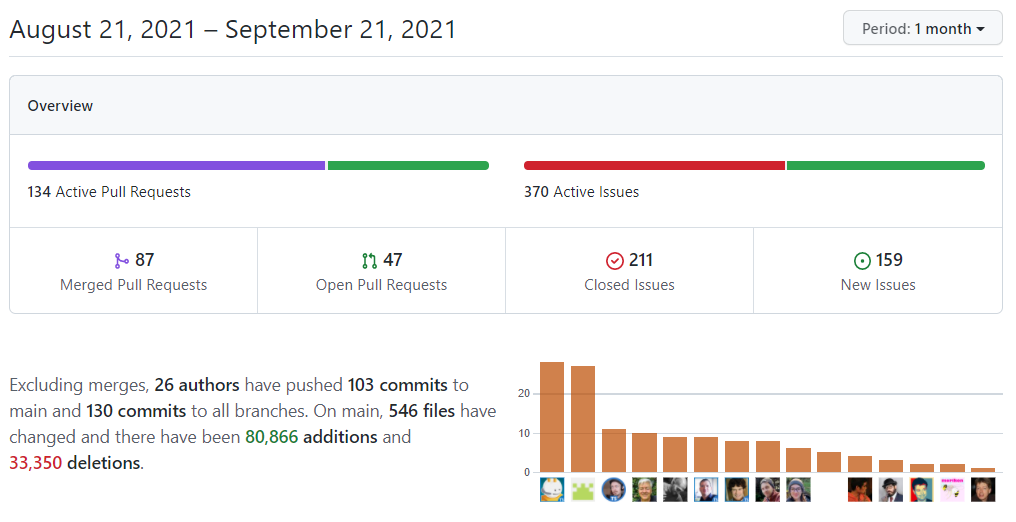 August 21, 2021 – September 21, 2021
Period: 1 month
Overview
134 Active Pull Requests
370 Active Issues
87
Merged Pull Requests
47
Open Pull Requests
211
Closed Issues
159
New Issues
Excluding merges, 26 authors have pushed 103 commits to
main and 130 commits to all branches. On main, 546 files have
changed and there have been 80,866 additions and
33,350 deletions.
20
10
0